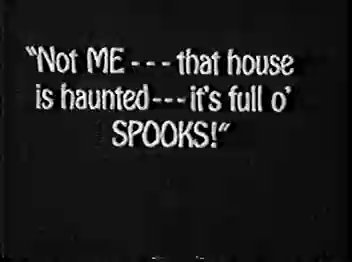 "Not ME --- that house
is haunted --- it's full o'
SPOOKS!"